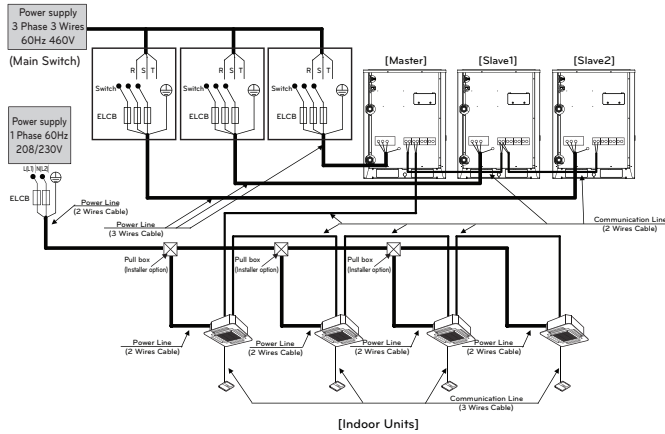 Power supply
3 Phase 3 Wires
60Hz 460V
(Main Switch)
R S T
Switch
ELCB
R S T
Switch
ELCB
R S T
Switch
ELCB
[Master]
[Slave1]
[Slave2]
Power supply
1 Phase 60Hz
208/230V
L(L1) N(L2)
ELCB
Power Line
(2 Wires Cable)
Power Line
(3 Wires Cable)
Communication Line
(2 Wires Cable)
Pull box
(Installer option)
Pull box
(Installer option)
Pull box
(Installer option)
Power Line
(2 Wires Cable)
Power Line
(2 Wires Cable)
Power Line
(2 Wires Cable)
Power Line
(2 Wires Cable)
Communication Line
(3 Wires Cable)
[Indoor Units]